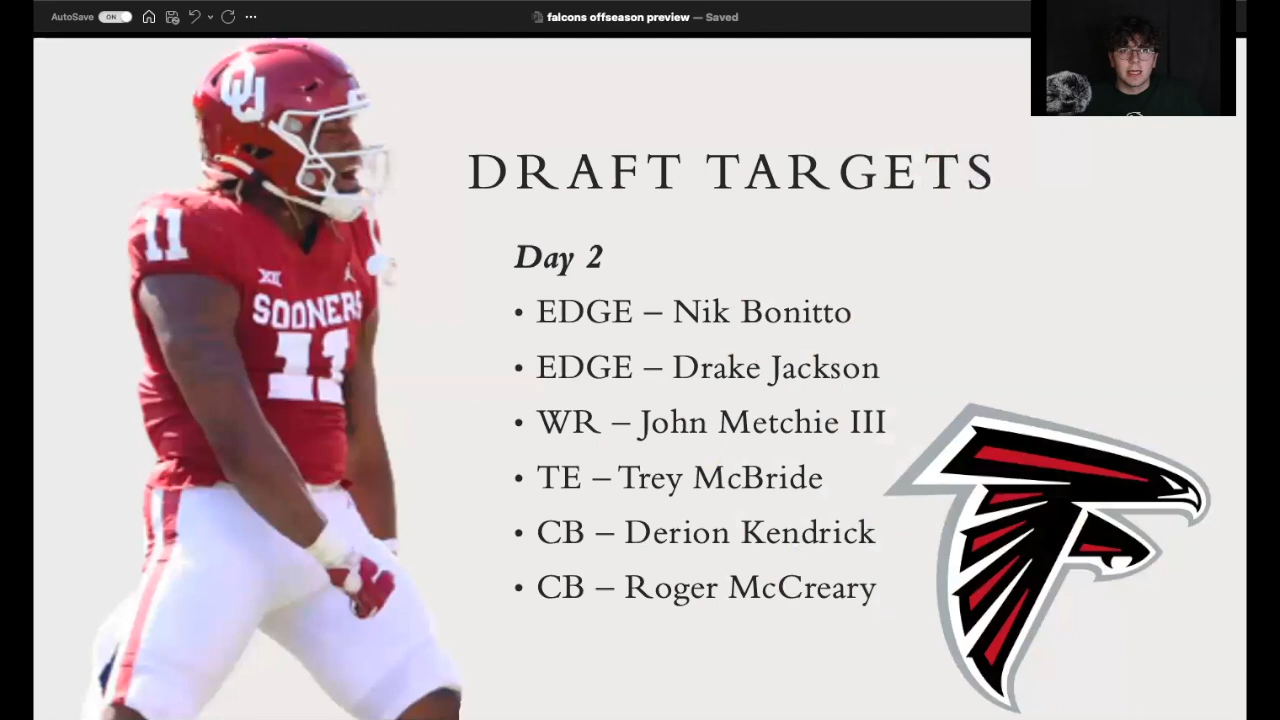 AutoSave ON falcons offseason preview — Saved
OU
DRAFT TARGETS
Day 2
• EDGE – Nik Bonitto
• EDGE – Drake Jackson
• WR – John Metchie III
• TE – Trey McBride
• CB – Derion Kendrick
• CB – Roger McCreary
11
XII
SOONERS
11